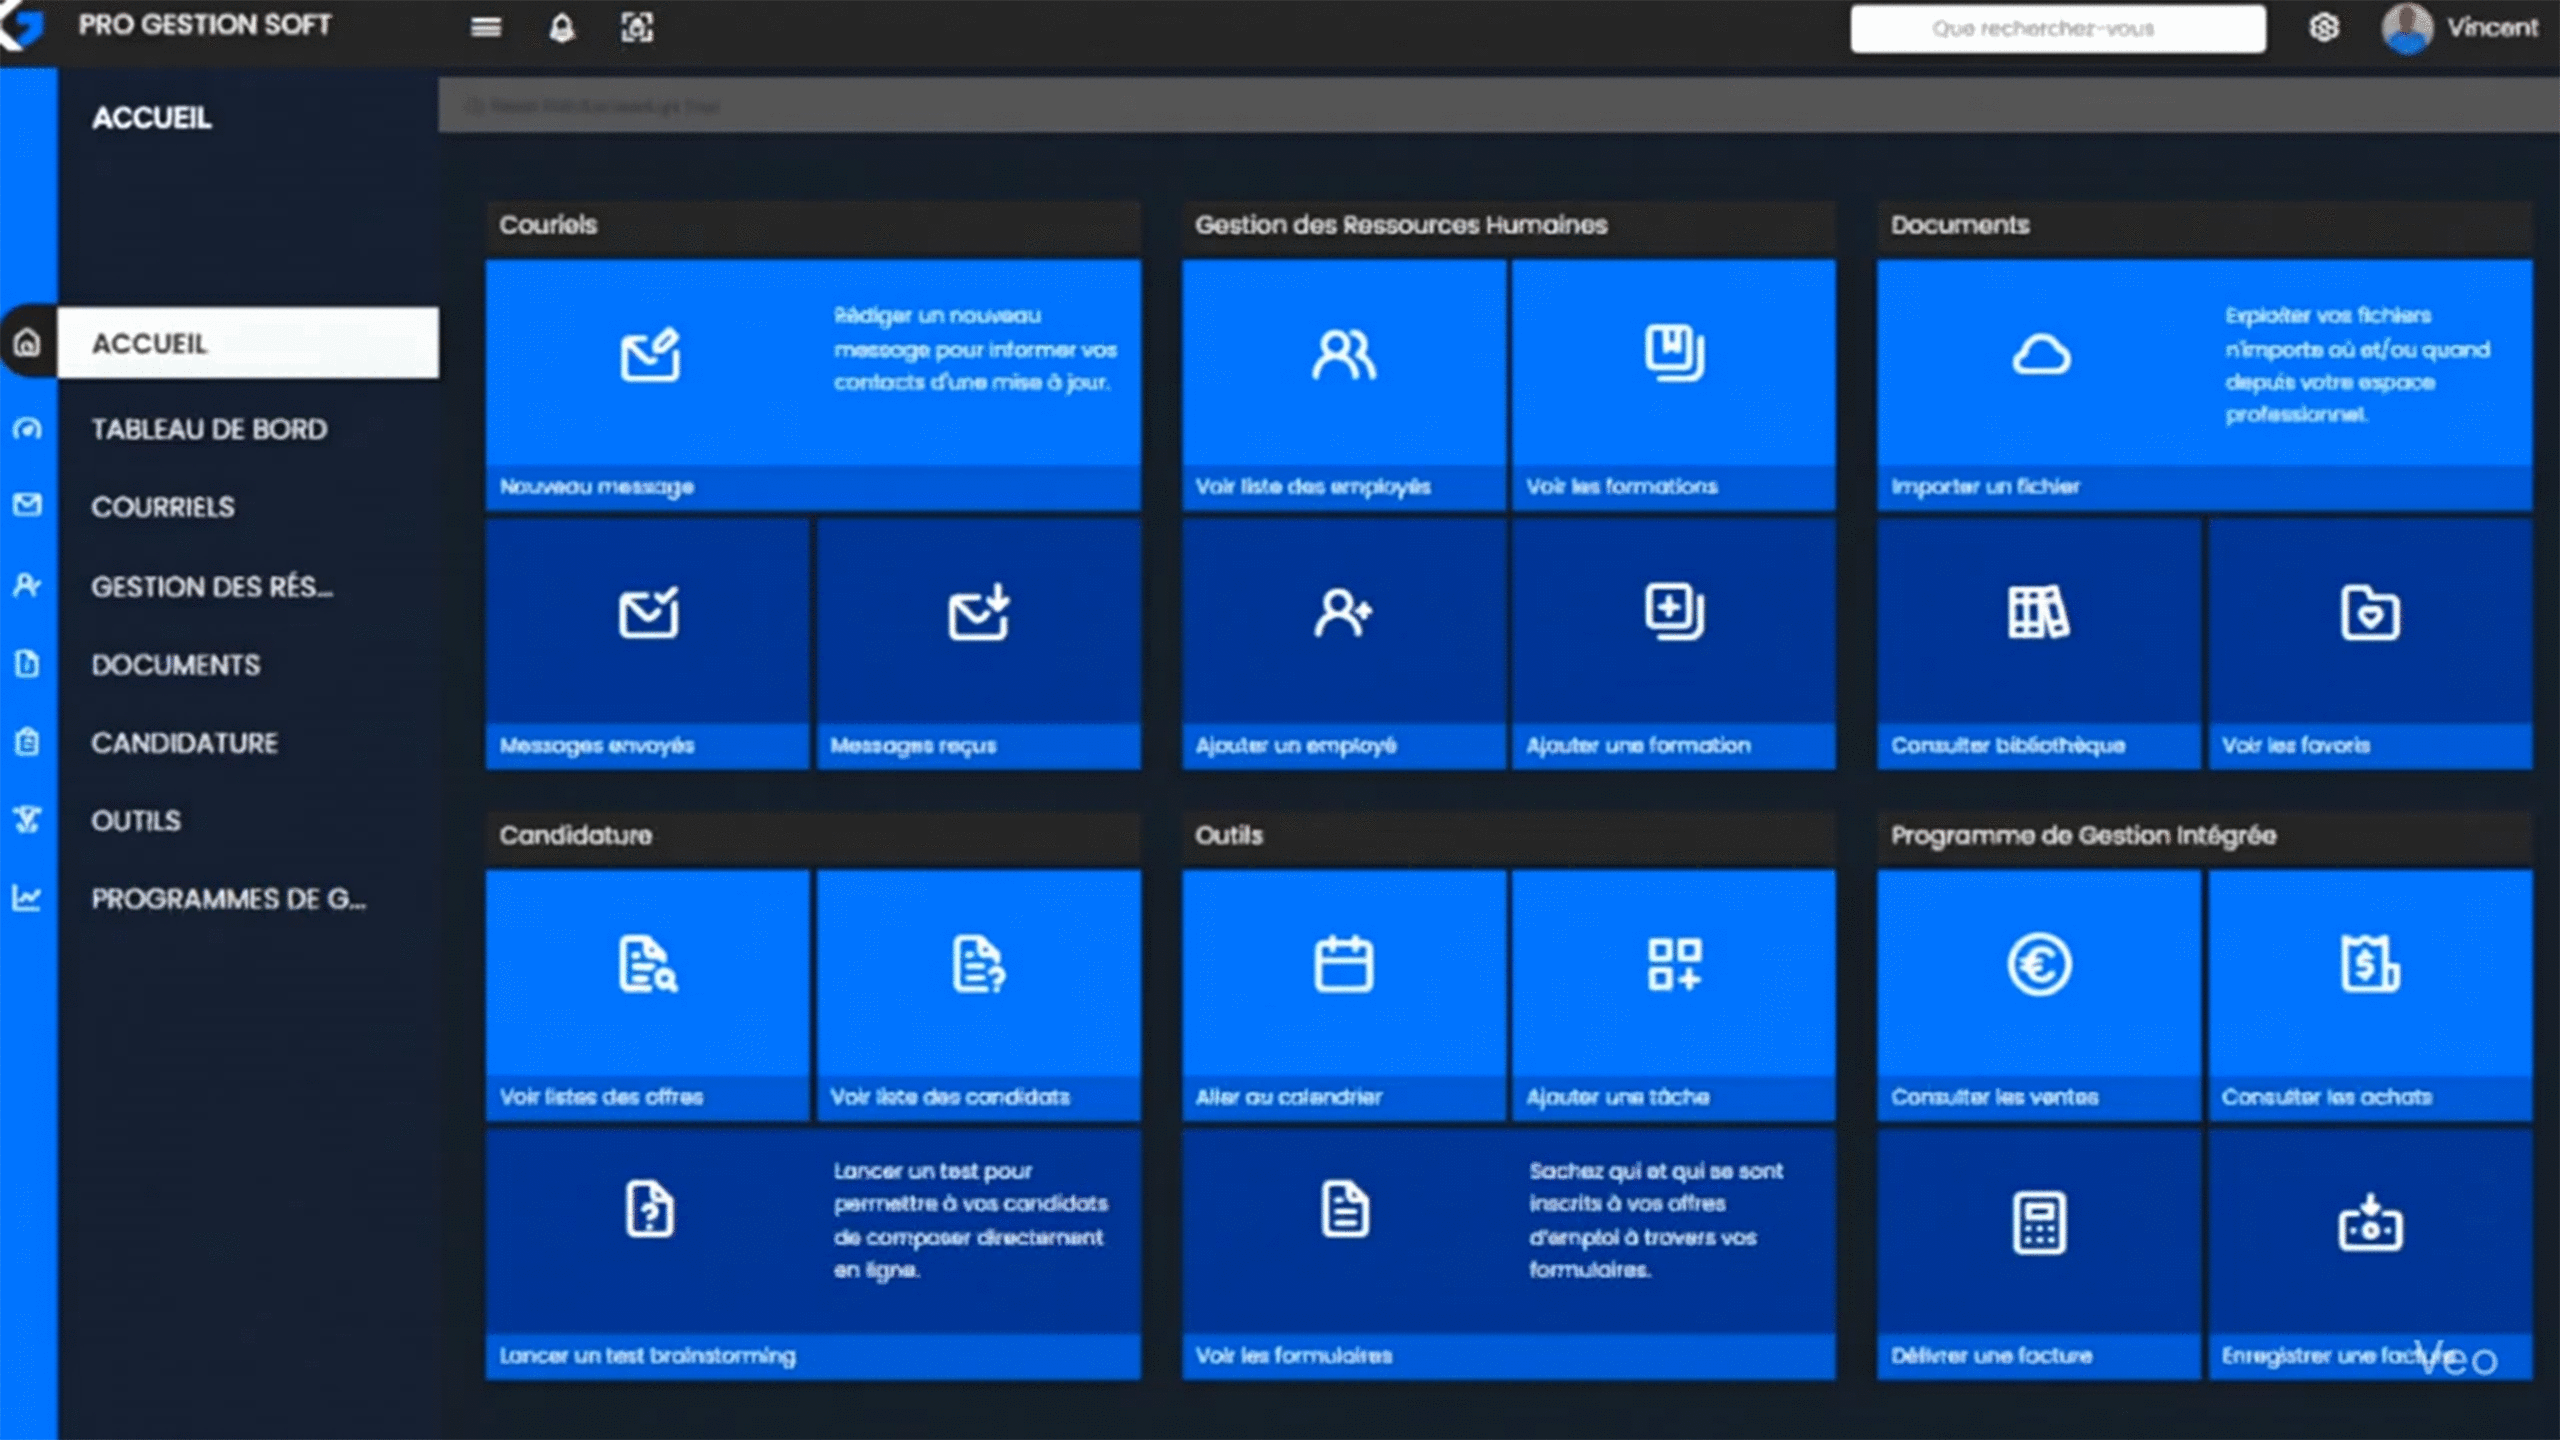 PRO GESTION SOFT
Que recherchez-vous
Vincent
ACCUEIL
ACCUEIL
TABLEAU DE BORD
COURRIELS
GESTION DES RÉS...
DOCUMENTS
CANDIDATURE
OUTILS
PROGRAMMES DE G...
Couriels
Rédiger un nouveau
message pour informer vos
contacts d'une mise à jour.
Nouveau message
Messages envoyés
Messages reçus
Gestion des Ressources Humaines
Voir liste des employés
Voir les formations
Ajouter un employé
Ajouter une formation
Documents
Exploiter vos fichiers
n'importe où et/ou quand
depuis votre espace
professionnel.
Importer un fichier
Consulter bibliothèque
Voir les favoris
Candidature
Voir listes des offres
Voir liste des candidats
Lancer un test pour
permettre à vos candidats
de composer directement
en ligne.
Lancer un test brainstorming
Outils
Aller au calendrier
Ajouter une tâche
Sachez qui et qui se sont
inscrits à vos offres
d'emploi à travers vos
formulaires.
Voir les formulaires
Programme de Gestion Intégrée
Consulter les ventes
Consulter les achats
Délivrer une facture
Enregistrer une facture
Veo